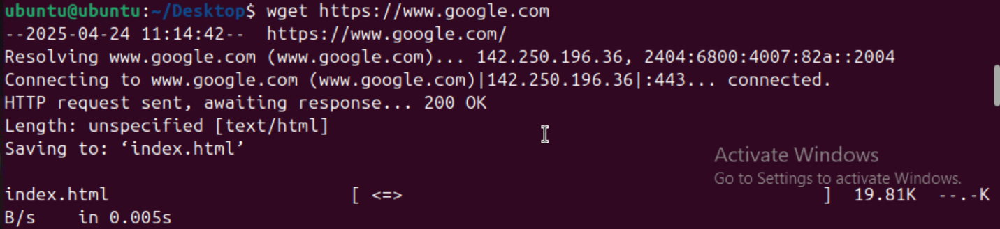 ubuntu@ubuntu:~/Desktop$ wget https://www.google.com
--2025-04-24 11:14:42--  https://www.google.com/
Resolving www.google.com (www.google.com)... 142.250.196.36, 2404:6800:4007:82a::2004
Connecting to www.google.com (www.google.com)|142.250.196.36|:443... connected.
HTTP request sent, awaiting response... 200 OK
Length: unspecified [text/html]
Saving to: ‘index.html’
Activate Windows
Go to Settings to activate Windows.
index.html                       [ <=>                                        ]  19.81K  --.-K
B/s    in 0.005s